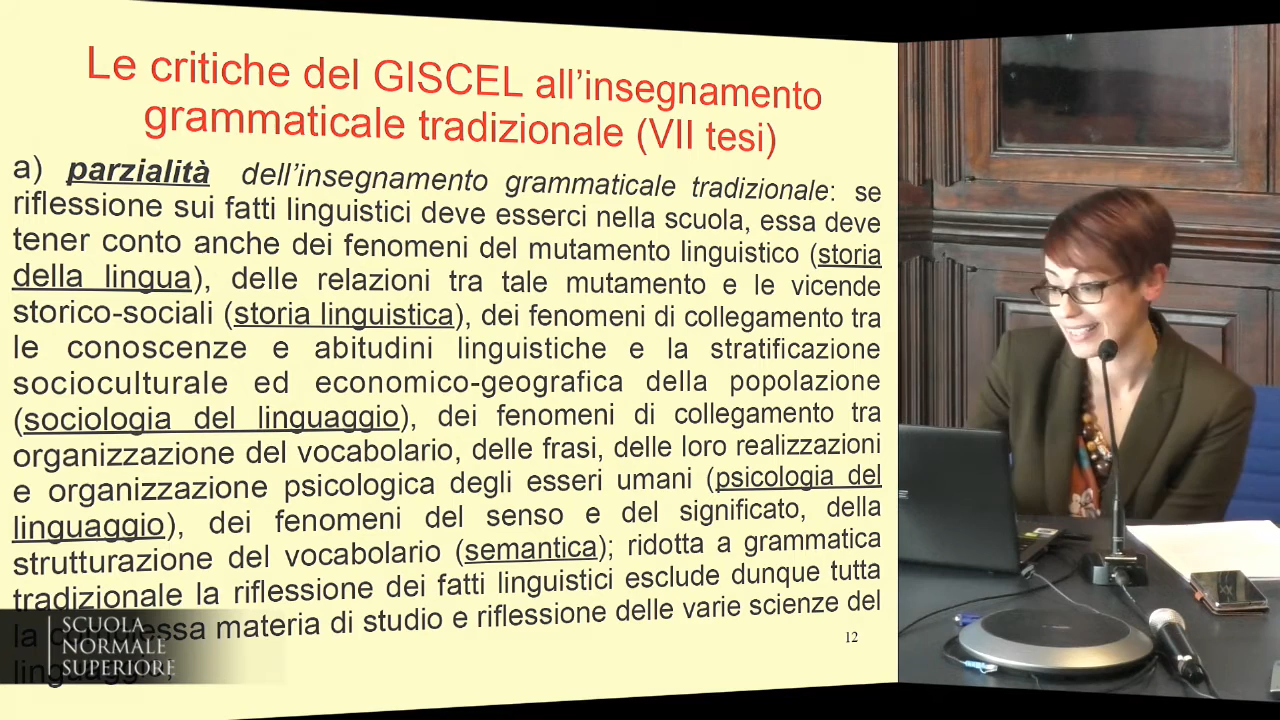 Le critiche del GISCEL all’insegnamento
grammaticale tradizionale (VII tesi)
a) parzialità dell’insegnamento grammaticale tradizionale: se
riflessione sui fatti linguistici deve esserci nella scuola, essa deve
tener conto anche dei fenomeni del mutamento linguistico (storia
della lingua), delle relazioni tra tale mutamento e le vicende
storico-sociali (storia linguistica), dei fenomeni di collegamento tra
le conoscenze e abitudini linguistiche e la stratificazione
socioculturale ed economico-geografica della popolazione
(sociologia del linguaggio), dei fenomeni di collegamento tra
organizzazione del vocabolario, delle frasi, delle loro realizzazioni
e organizzazione psicologica degli esseri umani (psicologia del
linguaggio), dei fenomeni del senso e del significato, della
strutturazione del vocabolario (semantica); ridotta a grammatica
tradizionale la riflessione dei fatti linguistici esclude dunque tutta
la materia di studio e riflessione delle varie scienze del
linguaggio;
12
SCUOLA
NORMALE
SUPERIORE